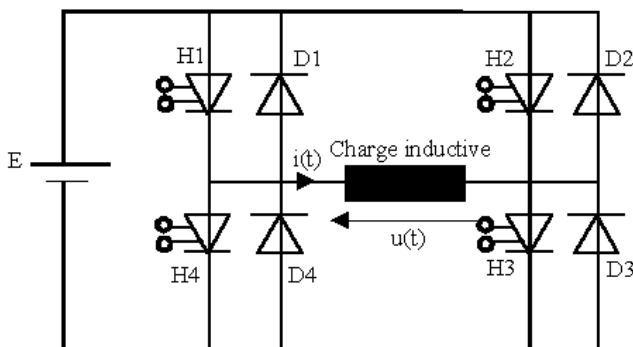 H1
D1
H2
D2
E
i(t)
Charge inductive
u(t)
H4
D4
H3
D3